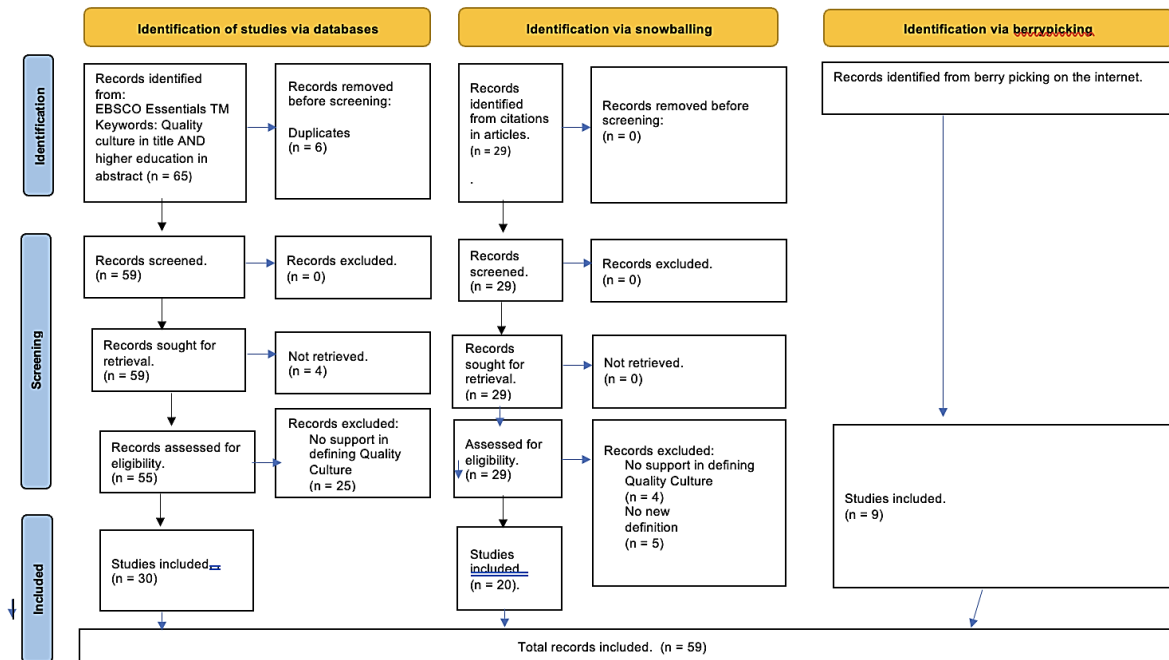 Identification of studies via databases
Identification via snowballing
Identification via berrypicking
Identification
Records identified
from:
EBSCO Essentials TM
Keywords: Quality
culture in title AND
higher education in
abstract (n = 65)
Records removed
before screening:
Duplicates
(n = 6)
Records
identified
from citations
in articles.
(n = 29)
.
Records removed before
screening:
(n = 0)
Records identified from berry picking on the internet.
Screening
Records screened.
(n = 59)
Records excluded.
(n = 0)
Records
screened.
(n = 29)
Records excluded.
(n = 0)
Records sought for
retrieval.
(n = 59)
Not retrieved.
(n = 4)
Records
sought for
retrieval.
(n = 29)
Not retrieved.
(n = 0)
Records assessed for
eligibility.
(n = 55)
Records excluded:
No support in
defining Quality
Culture
(n = 25)
Assessed for
eligibility.
(n = 29)
Records excluded:
No support in defining
Quality Culture
(n = 4)
No new
definition
(n = 5)
Studies included.
(n = 9)
Included
Studies included.
(n = 30)
Studies
included
(n = 20).
Total records included. (n = 59)